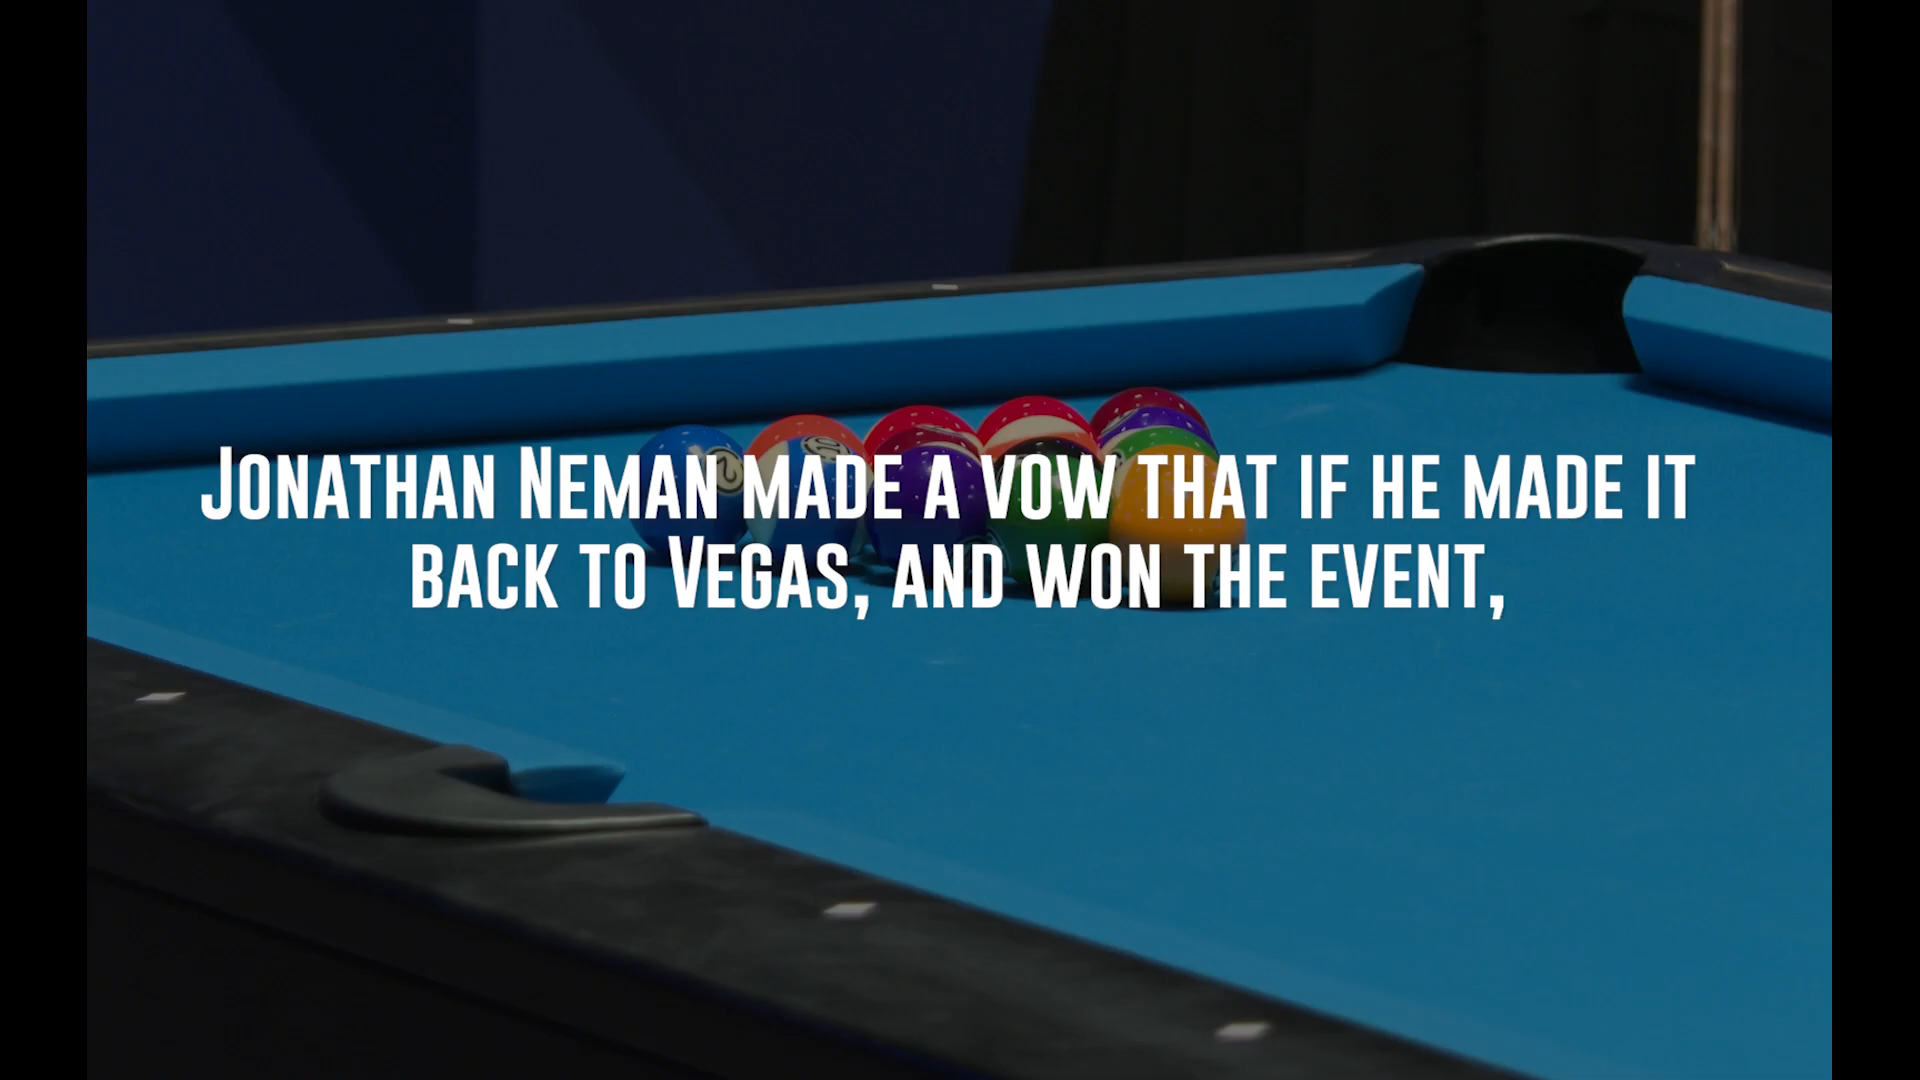 Jonathan Neman made a vow that if he made it
back to Vegas, and won the event,